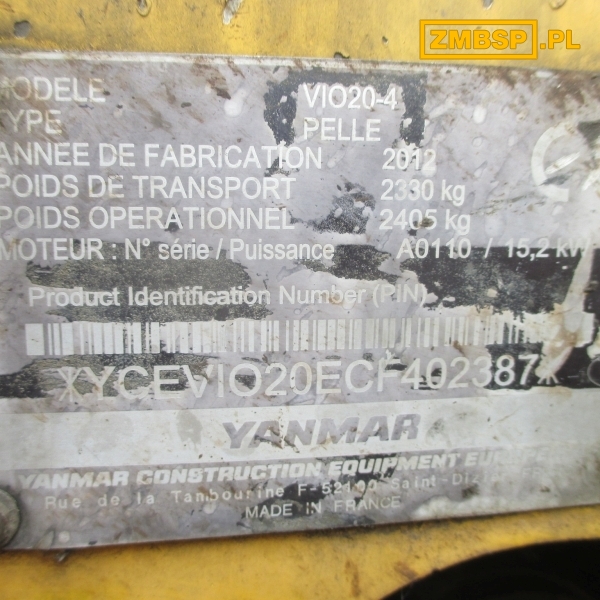 ZMBSP.PL
MODELE VIO20-4
TYPE PELLE
ANNEE DE FABRICATION 2012
POIDS DE TRANSPORT 2330 kg
POIDS OPERATIONNEL 2405 kg
MOTEUR : N° série / Puissance A0110 / 15,2 kW
Product Identification Number (PIN)
*YCEVIO20ECF402387*
YANMAR
YANMAR CONSTRUCTION EQUIPMENT EUROPE
Rue de la Tambourine F-52100 Saint-Dizier
MADE IN FRANCE